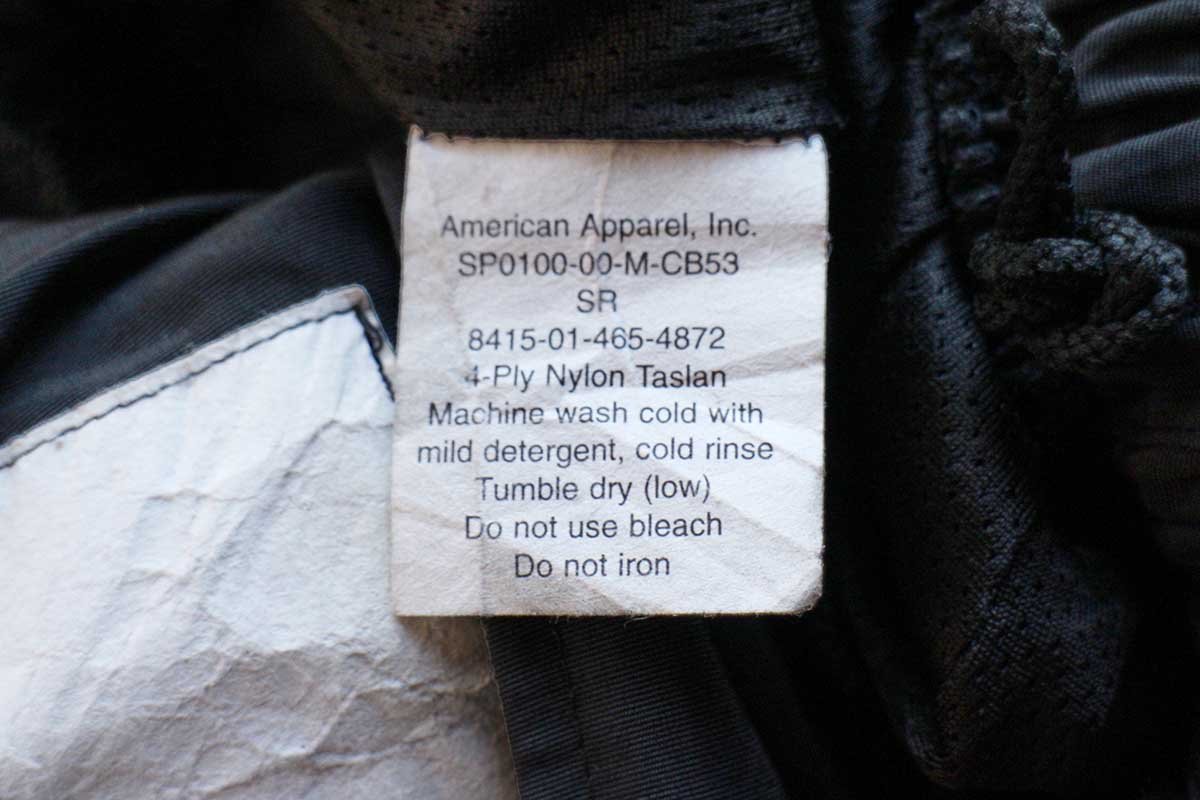 American Apparel, Inc.
SP0100-00-M-CB53
SR
8415-01-465-4872
4-Ply Nylon Taslan
Machine wash cold with
mild detergent, cold rinse
Tumble dry (low)
Do not use bleach
Do not iron